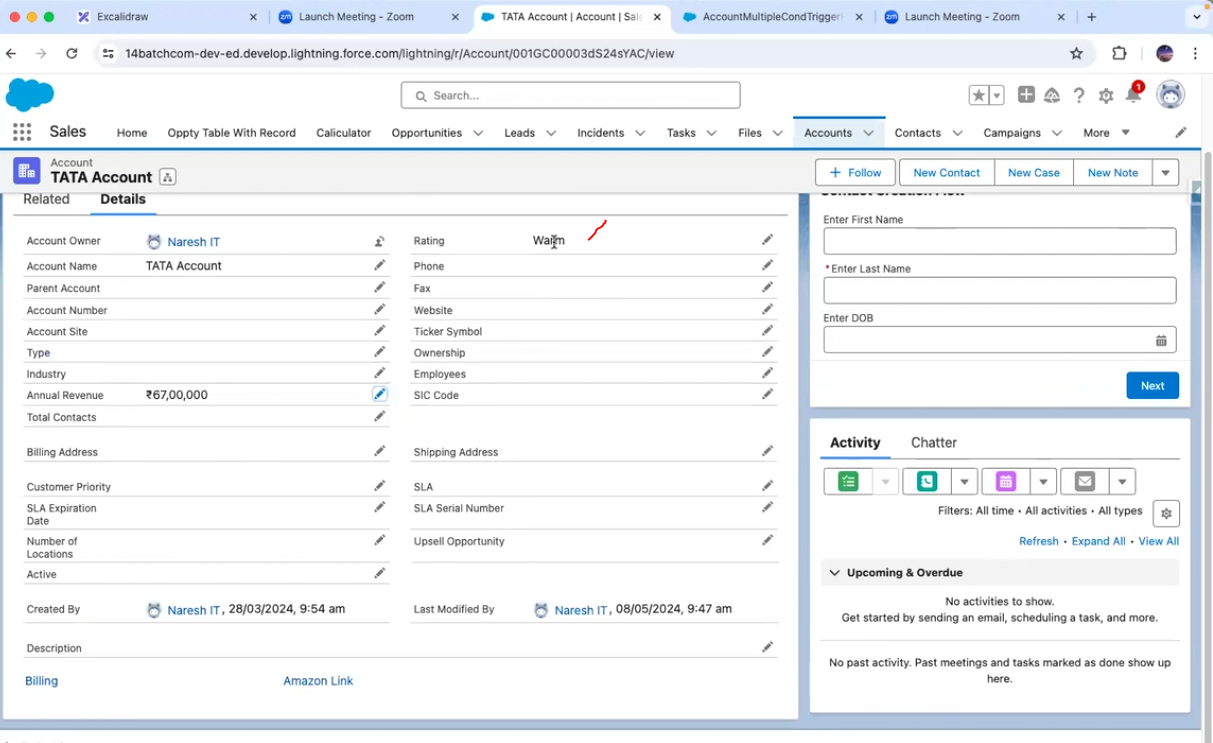 Excalidraw
Launch Meeting - Zoom
TATA Account | Account | Sale
AccountMultipleCondTrigger
Launch Meeting - Zoom
14batchcom-dev-ed.develop.lightning.force.com/lightning/r/Account/001GC00003dS24sYAC/view
Search...
1
Sales
Home
Oppty Table With Record
Calculator
Opportunities
Leads
Incidents
Tasks
Files
Accounts
Contacts
Campaigns
More
Account
TATA Account
Follow
New Contact
New Case
New Note
Related
Details
Account Owner
Naresh IT
Rating
Warm
Account Name
TATA Account
Phone
Parent Account
Fax
Account Number
Website
Account Site
Ticker Symbol
Type
Ownership
Industry
Employees
Annual Revenue
₹67,00,000
SIC Code
Total Contacts
Billing Address
Shipping Address
Customer Priority
SLA
SLA Expiration
Date
SLA Serial Number
Number of
Locations
Upsell Opportunity
Active
Created By
Naresh IT, 28/03/2024, 9:54 am
Last Modified By
Naresh IT, 08/05/2024, 9:47 am
Description
Billing
Amazon Link
Contact Creation Flow
Enter First Name
*Enter Last Name
Enter DOB
Next
Activity
Chatter
Filters: All time • All activities • All types
Refresh • Expand All • View All
Upcoming & Overdue
No activities to show.
Get started by sending an email, scheduling a task, and more.
No past activity. Past meetings and tasks marked as done show up
here.